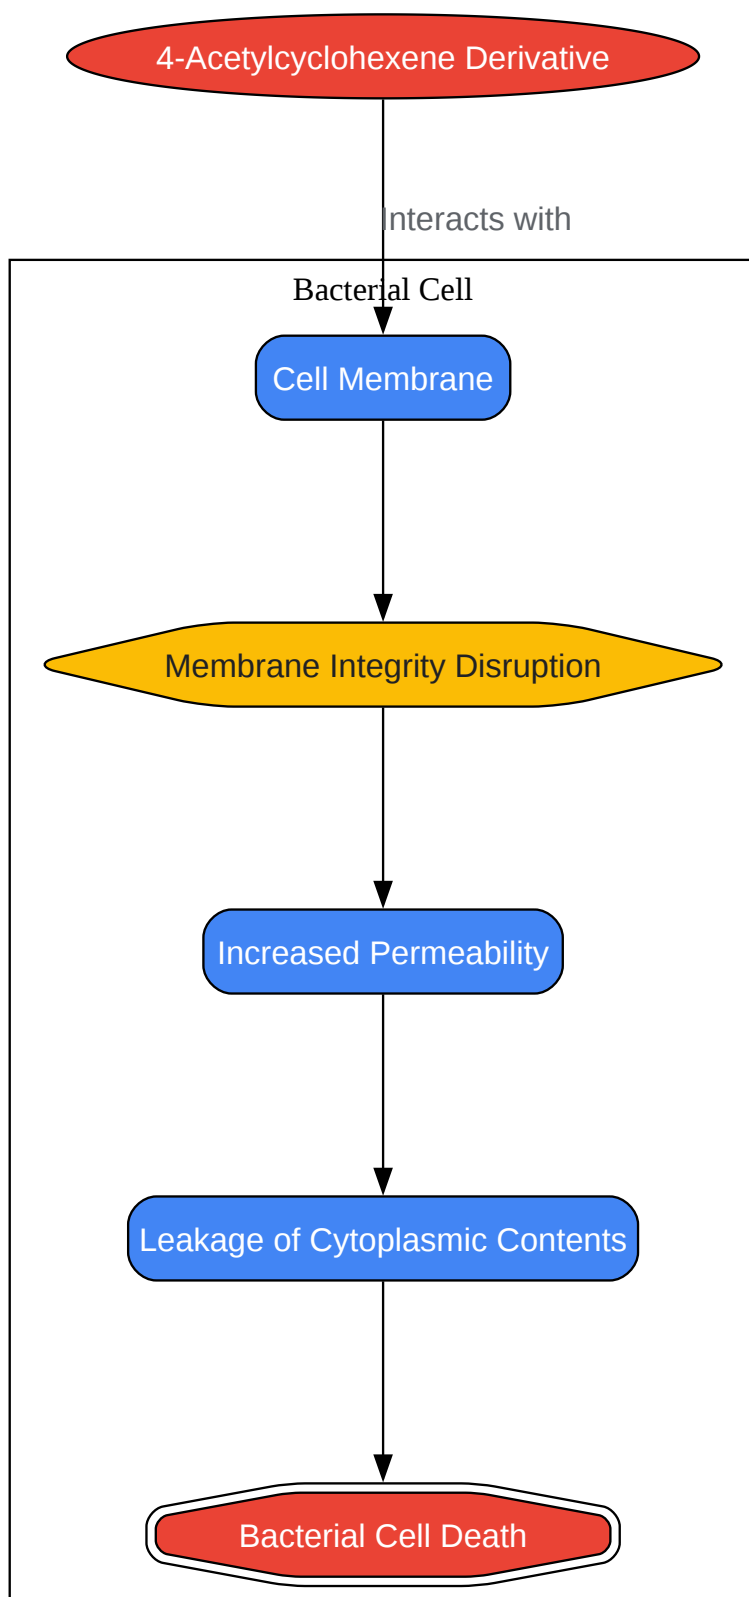 4-Acetylcyclohexene Derivative
Interacts with
Bacterial Cell
Cell Membrane
Membrane Integrity Disruption
Increased Permeability
Leakage of Cytoplasmic Contents
Bacterial Cell Death